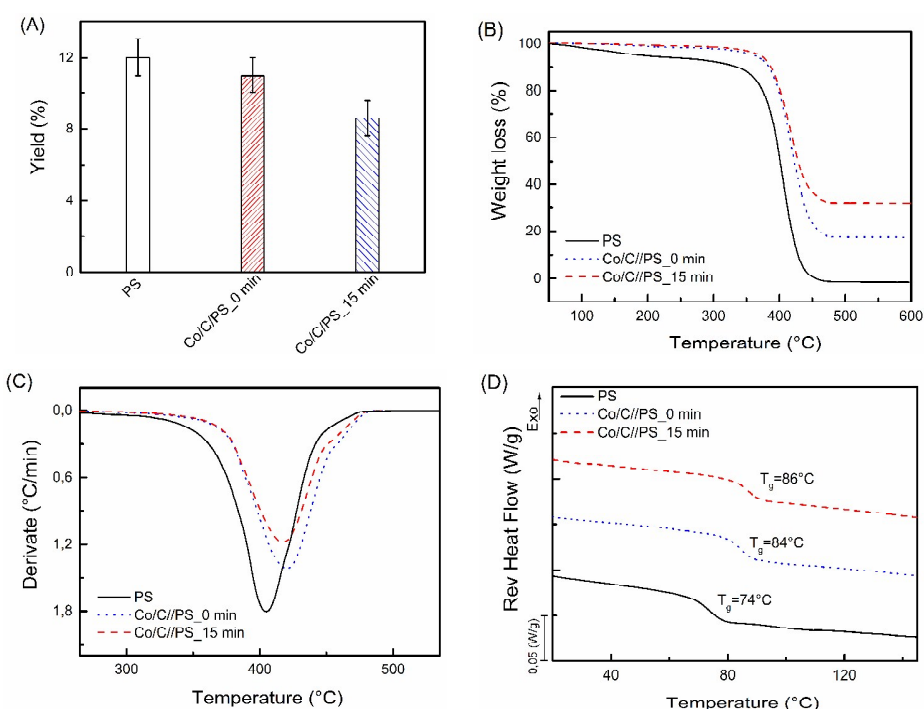 (A)
12
8
4
0
Yield (%)
PS
Co/C/PS_0 min
Co/C/PS_15 min
(B)
100
80
60
40
20
0
Weight loss (%)
PS
Co/C//PS_0 min
Co/C//PS_15 min
100
200
300
400
500
600
Temperature (°C)
(C)
0,0
0,6
1,2
1,8
Derivate (°C/min)
PS
Co/C//PS_0 min
Co/C//PS_15 min
300
400
500
Temperature (°C)
(D)
PS
Co/C//PS_0 min
Co/C//PS_15 min
Exo
Rev Heat Flow (W/g)
0,05 (W/g)
Tg=86°C
Tg=84°C
Tg=74°C
40
80
120
Temperature (°C)